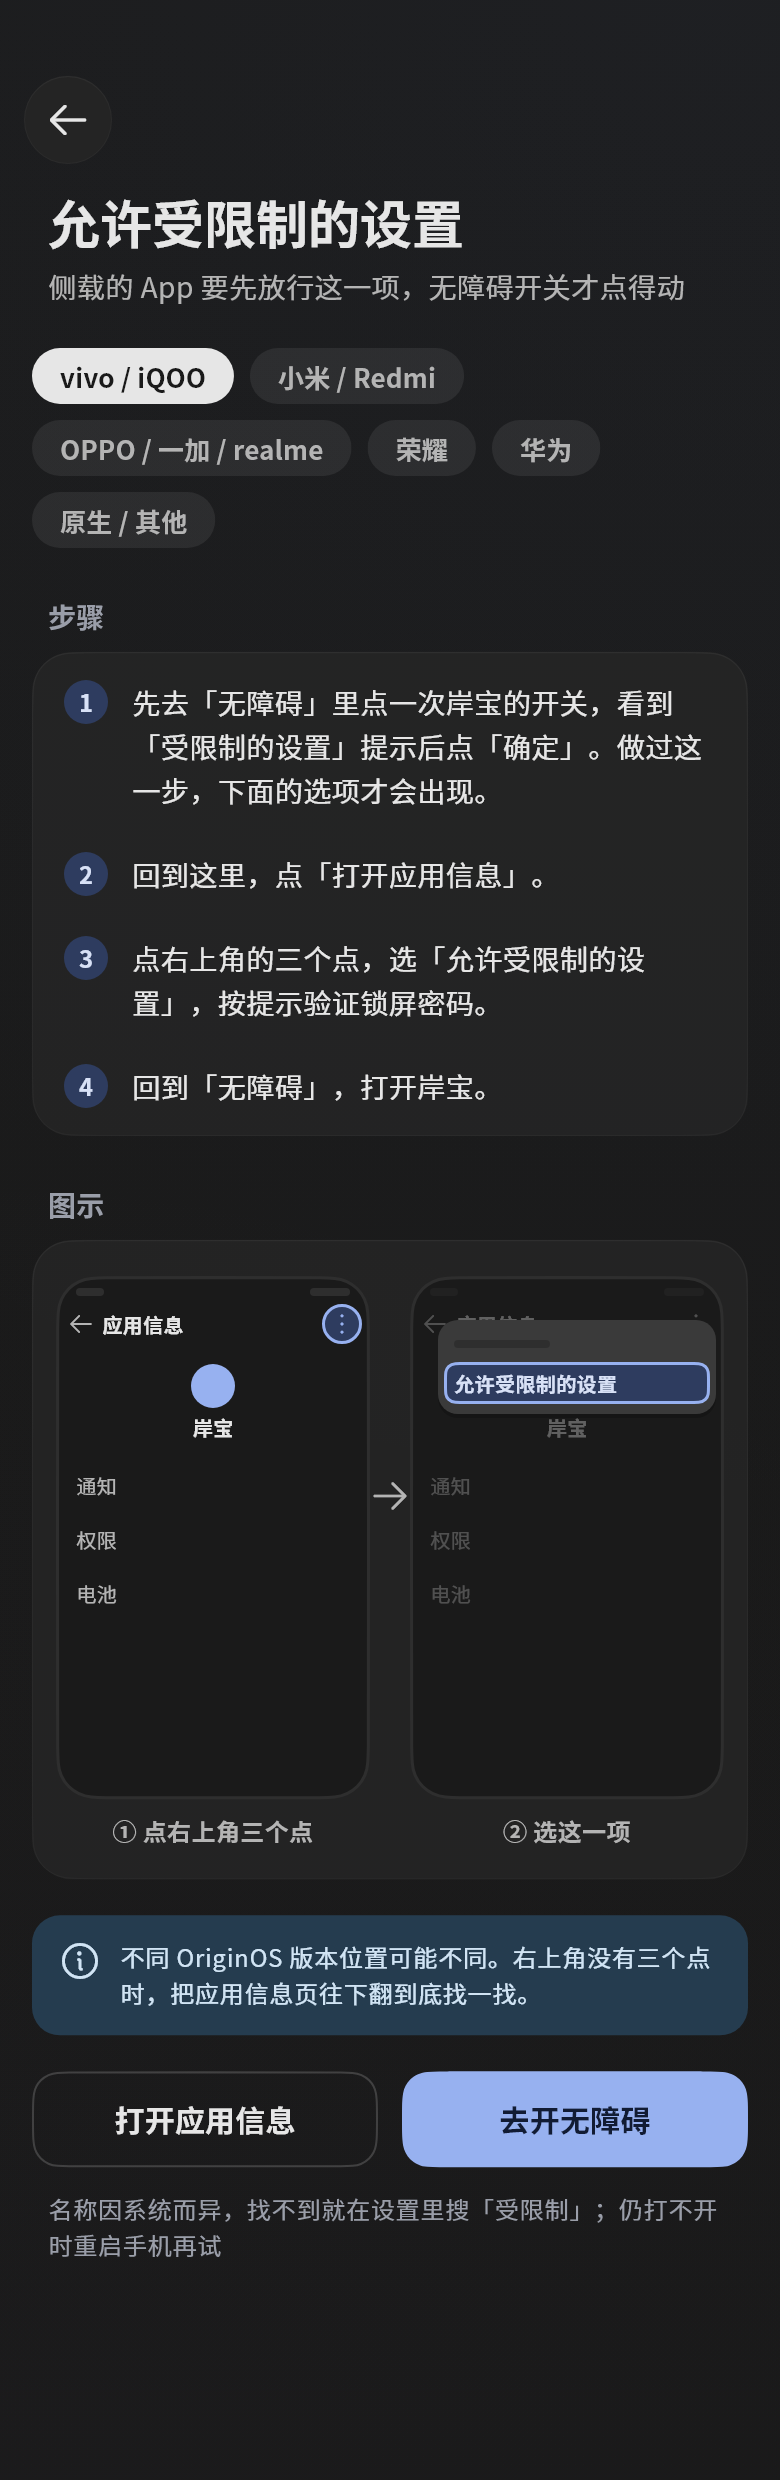 允许受限制的设置
侧载的 App 要先放行这一项，无障碍开关才点得动
vivo / iQOO
小米 / Redmi
OPPO / 一加 / realme
荣耀
华为
原生 / 其他
步骤
1 先去「无障碍」里点一次岸宝的开关，看到
「受限制的设置」提示后点「确定」。做过这
一步，下面的选项才会出现。
2 回到这里，点「打开应用信息」。
3 点右上角的三个点，选「允许受限制的设
置」，按提示验证锁屏密码。
4 回到「无障碍」，打开岸宝。
图示
应用信息
岸宝
通知
权限
电池
① 点右上角三个点
允许受限制的设置
岸宝
通知
权限
电池
② 选这一项
不同 OriginOS 版本位置可能不同。右上角没有三个点
时，把应用信息页往下翻到底找一找。
打开应用信息
去开无障碍
名称因系统而异，找不到就在设置里搜「受限制」；仍打不开
时重启手机再试